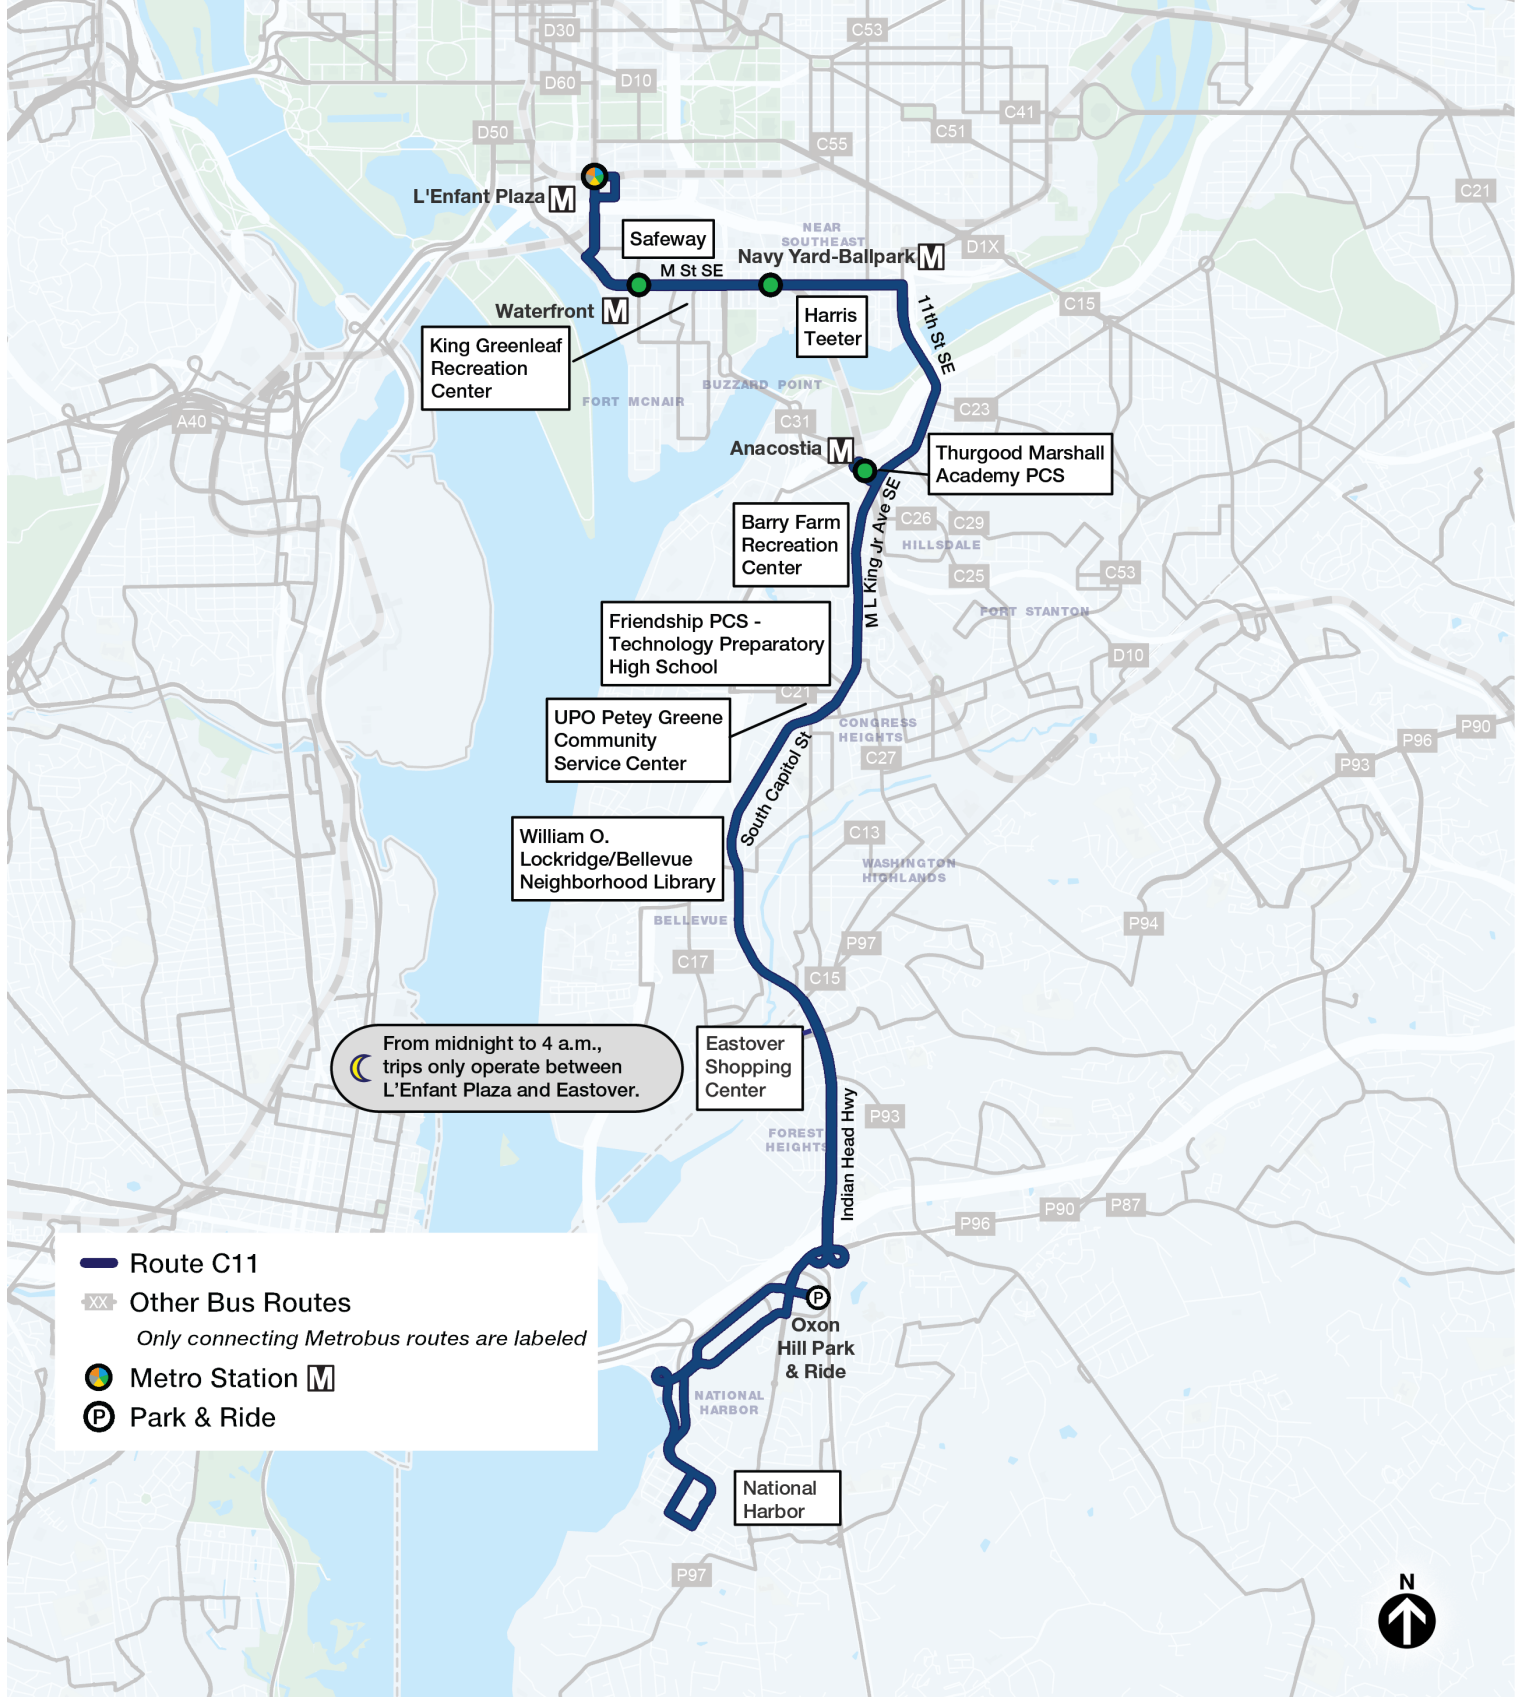 D30
C53
D60
D10
C41
D50
C51
C55
C21
L'Enfant Plaza M
Safeway
NEAR
SOUTHEAST
D1X
Navy Yard-Ballpark M
M St SE
C15
Waterfront M
Harris
Teeter
11th St SE
King Greenleaf
Recreation
Center
BUZZARD POINT
FORT MCNAIR
C23
A40
C31
Anacostia M
Thurgood Marshall
Academy PCS
M L King Jr Ave SE
Barry Farm
Recreation
Center
C26
C29
HILLSDALE
C25
C53
FORT STANTON
Friendship PCS -
Technology Preparatory
High School
D10
C21
UPO Petey Greene
Community
Service Center
CONGRESS
HEIGHTS
P90
P96
C27
P93
South Capitol St
William O.
Lockridge/Bellevue
Neighborhood Library
C13
WASHINGTON
HIGHLANDS
BELLEVUE
P94
P97
C17
C15
From midnight to 4 a.m.,
trips only operate between
L'Enfant Plaza and Eastover.
Eastover
Shopping
Center
Indian Head Hwy
P93
FOREST
HEIGHTS
P96
P90
P87
Route C11
XX Other Bus Routes
Only connecting Metrobus routes are labeled
Metro Station M
P Park & Ride
P
Oxon
Hill Park
& Ride
NATIONAL
HARBOR
National
Harbor
P97
N